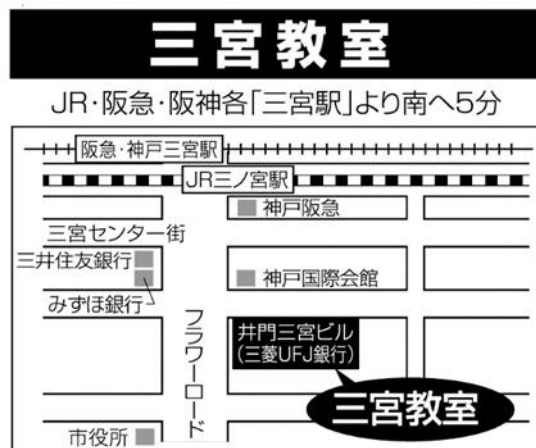 三宮教室
JR・阪急・阪神各「三宮駅」より南へ5分
阪急・神戸三宮駅
JR三ノ宮駅
神戸阪急
三宮センター街
三井住友銀行
神戸国際会館
みずほ銀行
フラワーロード
井門三宮ビル
(三菱UFJ銀行)
三宮教室
市役所